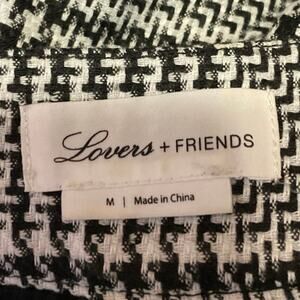 Lovers + FRIENDS
M | Made in China